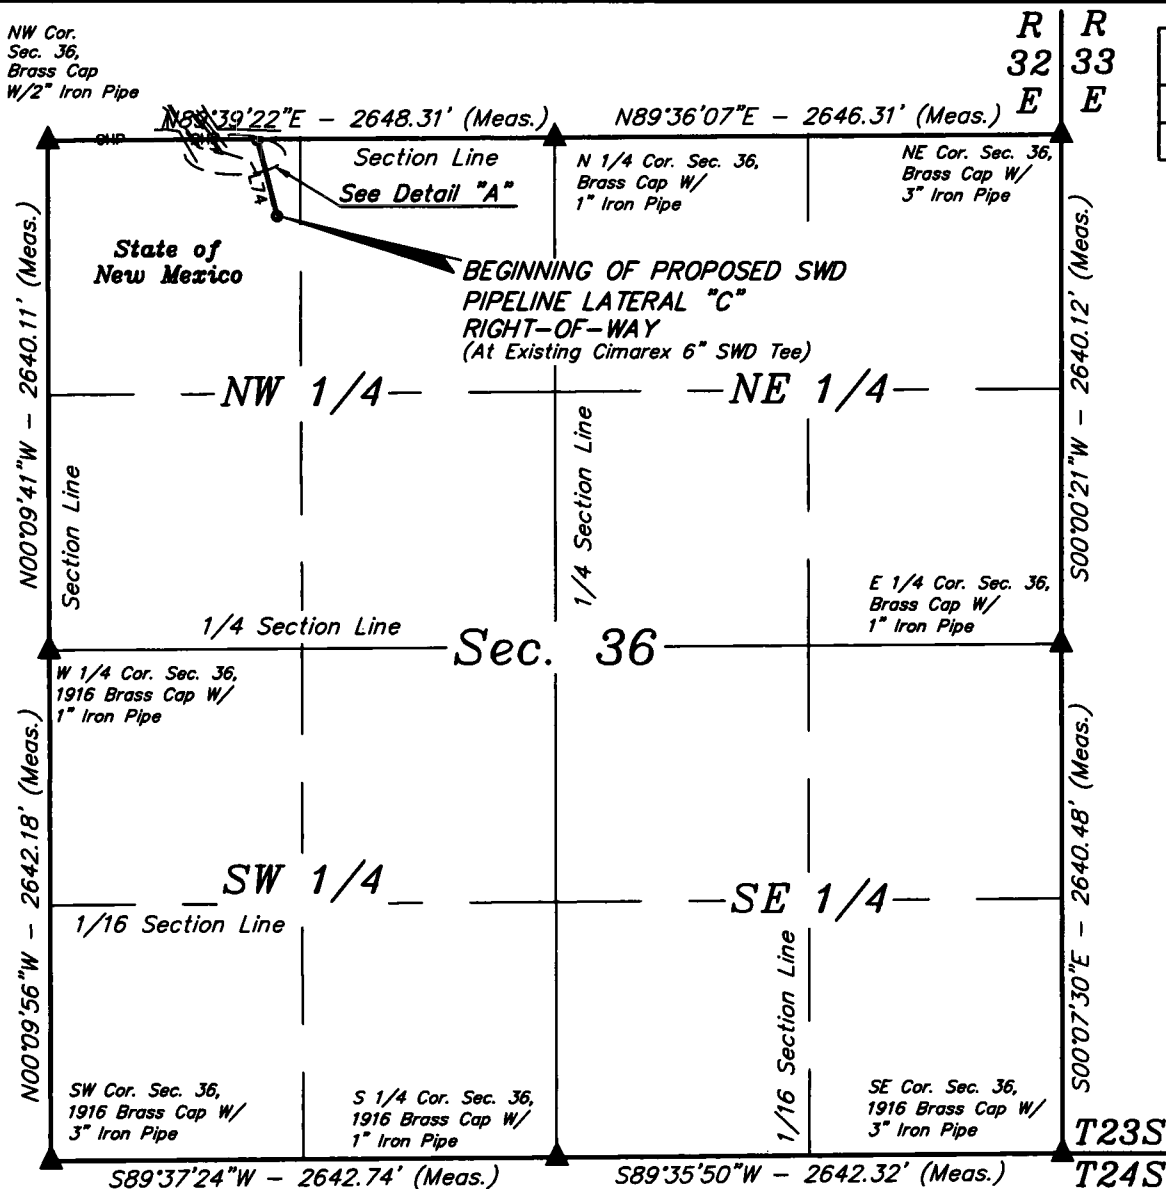 NW Cor.
Sec. 36,
Brass Cap
W/2" Iron Pipe
R R
32 33
E E
N89°39'22"E - 2648.31' (Meas.)
N89°36'07"E - 2646.31' (Meas.)
OHP
OHP
Section Line
See Detail "A"
L74
N 1/4 Cor. Sec. 36,
Brass Cap W/
1" Iron Pipe
NE Cor. Sec. 36,
Brass Cap W/
3" Iron Pipe
State of
New Mexico
BEGINNING OF PROPOSED SWD
PIPELINE LATERAL "C"
RIGHT-OF-WAY
(At Existing Cimarex 6" SWD Tee)
N00°09'41"W - 2640.11' (Meas.)
Section Line
NW 1/4
NE 1/4
1/4 Section Line
S00°00'21"W - 2640.12' (Meas.)
E 1/4 Cor. Sec. 36,
Brass Cap W/
1" Iron Pipe
1/4 Section Line
Sec. 36
W 1/4 Cor. Sec. 36,
1916 Brass Cap W/
1" Iron Pipe
N00°09'56"W - 2642.18' (Meas.)
SW 1/4
SE 1/4
1/16 Section Line
1/16 Section Line
S00°07'30"E - 2640.48' (Meas.)
SW Cor. Sec. 36,
1916 Brass Cap W/
3" Iron Pipe
S 1/4 Cor. Sec. 36,
1916 Brass Cap W/
1" Iron Pipe
SE Cor. Sec. 36,
1916 Brass Cap W/
3" Iron Pipe
T23S
T24S
S89°37'24"W - 2642.74' (Meas.)
S89°35'50"W - 2642.32' (Meas.)